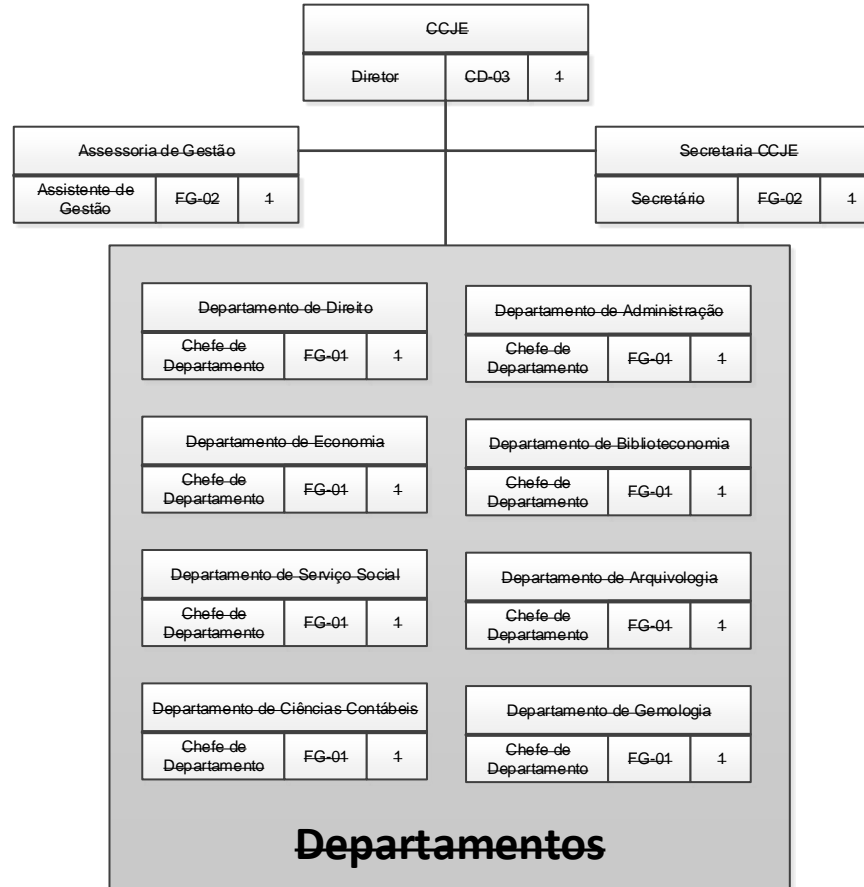 CCJE
Diretor CD-03 1
Assessoria de Gestão
Assistente de
Gestão FG-02 1
Secretaria CCJE
Secretário FG-02 1
Departamento de Direito
Chefe de
Departamento FG-01 1
Departamento de Administração
Chefe de
Departamento FG-01 1
Departamento de Economia
Chefe de
Departamento FG-01 1
Departamento de Biblioteconomia
Chefe de
Departamento FG-01 1
Departamento de Serviço Social
Chefe de
Departamento FG-01 1
Departamento de Arquivologia
Chefe de
Departamento FG-01 1
Departamento de Ciências Contábeis
Chefe de
Departamento FG-01 1
Departamento de Gemologia
Chefe de
Departamento FG-01 1
Departamentos